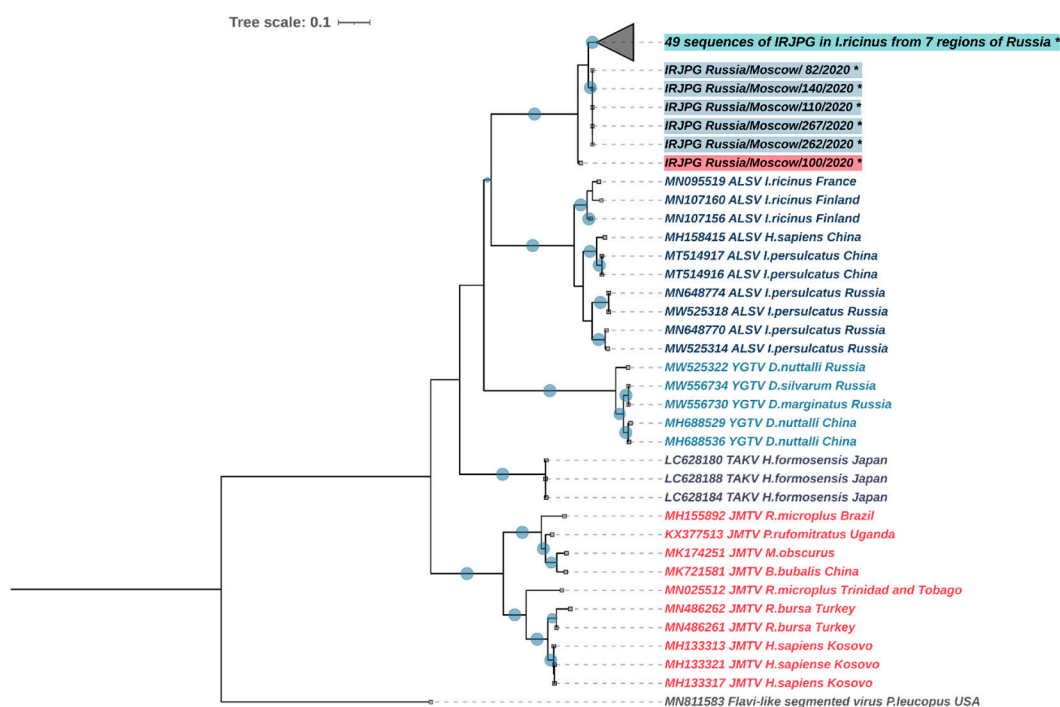 Tree scale: 0.1
49 sequences of IRJPG in I.ricinus from 7 regions of Russia *
IRJPG Russia/Moscow/ 82/2020 *
IRJPG Russia/Moscow/140/2020 *
IRJPG Russia/Moscow/110/2020 *
IRJPG Russia/Moscow/267/2020 *
IRJPG Russia/Moscow/262/2020 *
IRJPG Russia/Moscow/100/2020 *
MN095519 ALSV I.ricinus France
MN107160 ALSV I.ricinus Finland
MN107156 ALSV I.ricinus Finland
MH158415 ALSV H.sapiens China
MT514917 ALSV I.persulcatus China
MT514916 ALSV I.persulcatus China
MN648774 ALSV I.persulcatus Russia
MW525318 ALSV I.persulcatus Russia
MN648770 ALSV I.persulcatus Russia
MW525314 ALSV I.persulcatus Russia
MW525322 YGTV D.nuttalli Russia
MW556734 YGTV D.silvarum Russia
MW556730 YGTV D.marginatus Russia
MH688529 YGTV D.nuttalli China
MH688536 YGTV D.nuttalli China
LC628180 TAKV H.formosensis Japan
LC628188 TAKV H.formosensis Japan
LC628184 TAKV H.formosensis Japan
MH155892 JMTV R.microplus Brazil
KX377513 JMTV P.rufomitratus Uganda
MK174251 JMTV M.obscurus
MK721581 JMTV B.bubalis China
MN025512 JMTV R.microplus Trinidad and Tobago
MN486262 JMTV R.bursa Turkey
MN486261 JMTV R.bursa Turkey
MH133313 JMTV H.sapiens Kosovo
MH133321 JMTV H.sapiense Kosovo
MH133317 JMTV H.sapiens Kosovo
MN811583 Flavi-like segmented virus P.leucopus USA